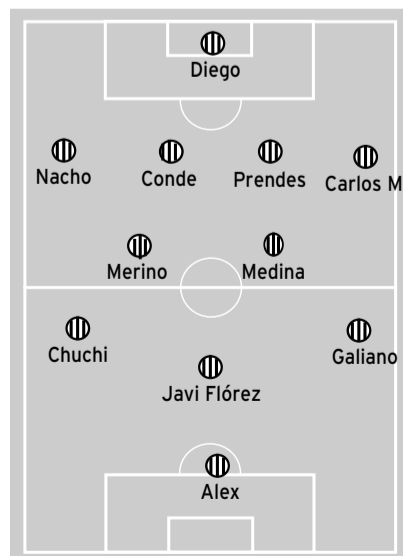 Diego
Nacho
Conde
Prendes
Carlos M
Merino
Medina
Chuchi
Galiano
Javi Flórez
Alex